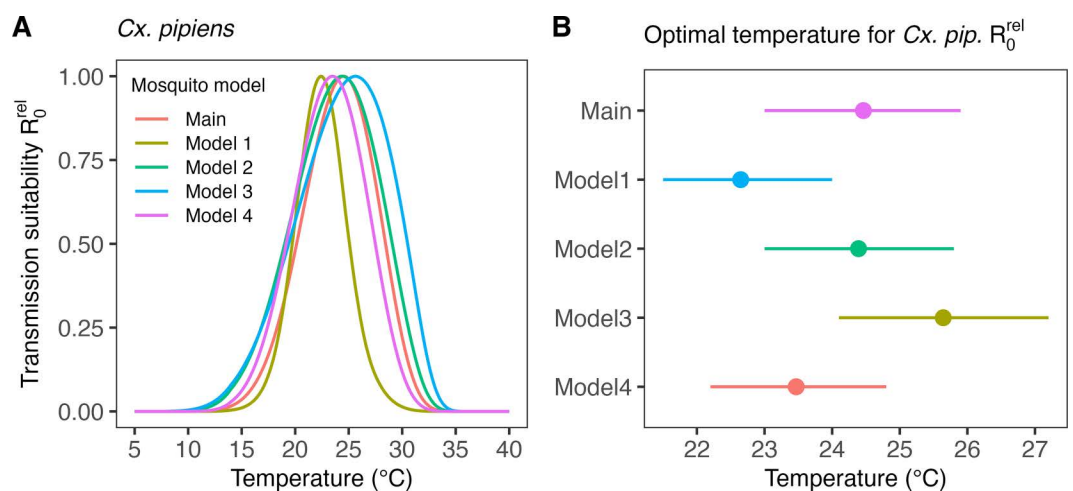 A
Cx. pipiens
Transmission suitability R₀ʳᵉˡ
1.00
0.75
0.50
0.25
0.00
Mosquito model
Main
Model 1
Model 2
Model 3
Model 4
5 10 15 20 25 30 35 40
Temperature (°C)
B
Optimal temperature for Cx. pip. R₀ʳᵉˡ
Main
Model1
Model2
Model3
Model4
22 23 24 25 26 27
Temperature (°C)